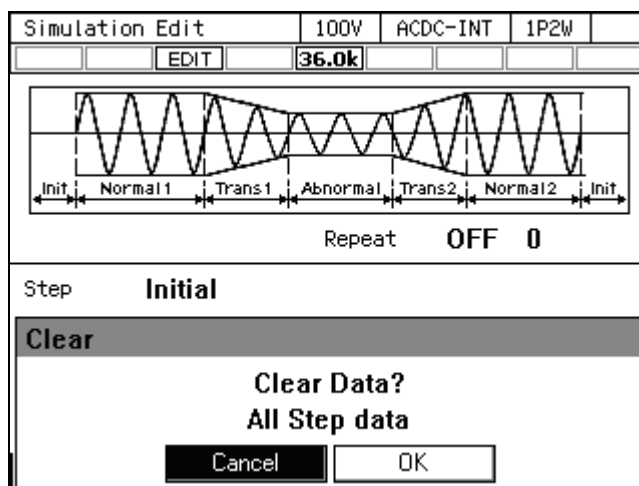 Simulation Edit 100V ACDC-INT 1P2W
EDIT 36.0k
Init Normal1 Trans1 Abnormal Trans2 Normal2 Init
Repeat OFF 0
Step Initial
Clear
Clear Data?
All Step data
Cancel OK